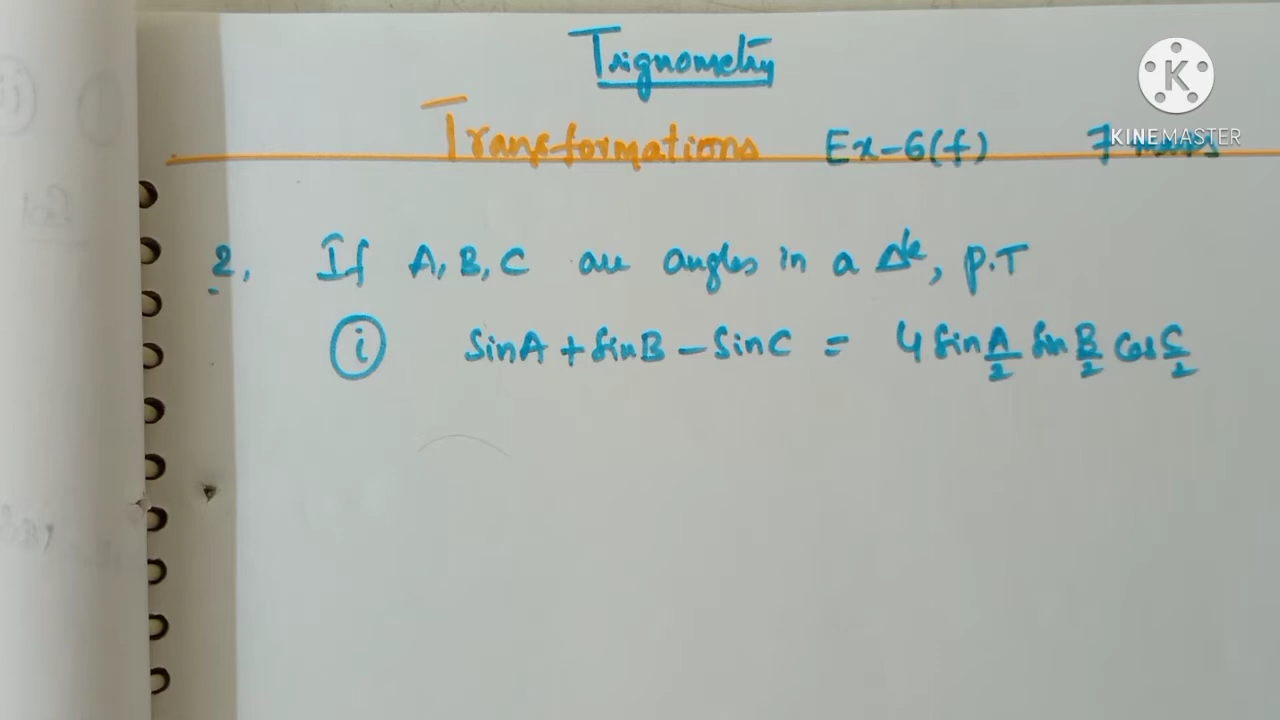 Trignometry
Transformations Ex-6(f) 7
KINEMASTER
2. If A, B, C are angles in a Δle, P.T
(i) SinA + SinB - SinC = 4 Sin A/2 Sin B/2 Cos C/2